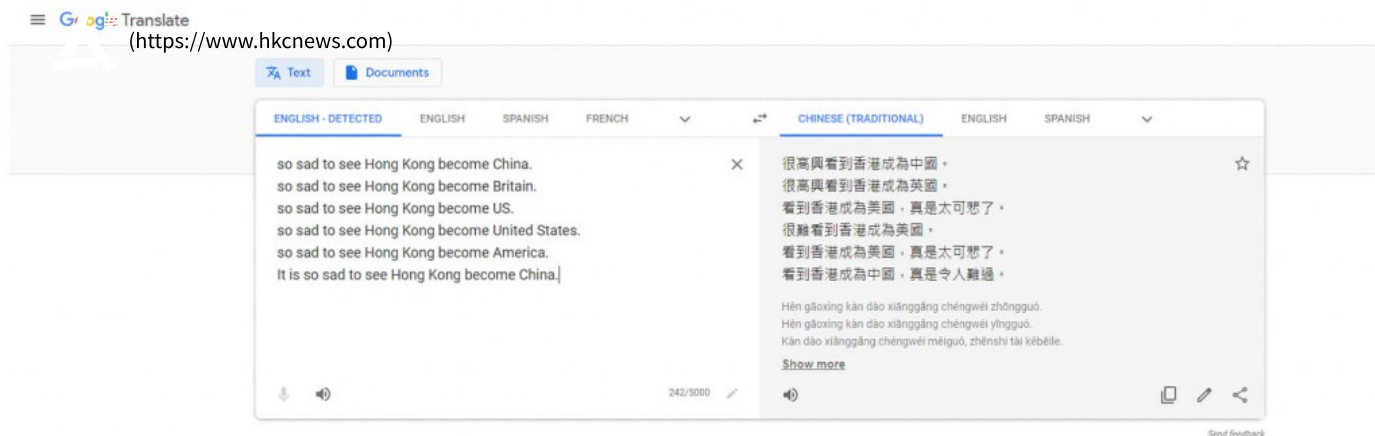 Google Translate
(https://www.hkcnews.com)
Text
Documents
ENGLISH - DETECTED ENGLISH SPANISH FRENCH
CHINESE (TRADITIONAL) ENGLISH SPANISH
so sad to see Hong Kong become China.
so sad to see Hong Kong become Britain.
so sad to see Hong Kong become US.
so sad to see Hong Kong become United States.
so sad to see Hong Kong become America.
It is so sad to see Hong Kong become China.
242/5000
很高興看到香港成為中國。
很高興看到香港成為英國。
看到香港成為美國，真是太可悲了。
很難看到香港成為美國。
看到香港成為美國，真是太可悲了。
看到香港成為中國，真是令人難過。
Hěn gāoxìng kàn dào xiānggǎng chéngwéi zhōngguó.
Hěn gāoxìng kàn dào xiānggǎng chéngwéi yīngguó.
Kàn dào xiānggǎng chéngwéi měiguó, zhēnshi tài kěbēile.
Show more
Send feedback